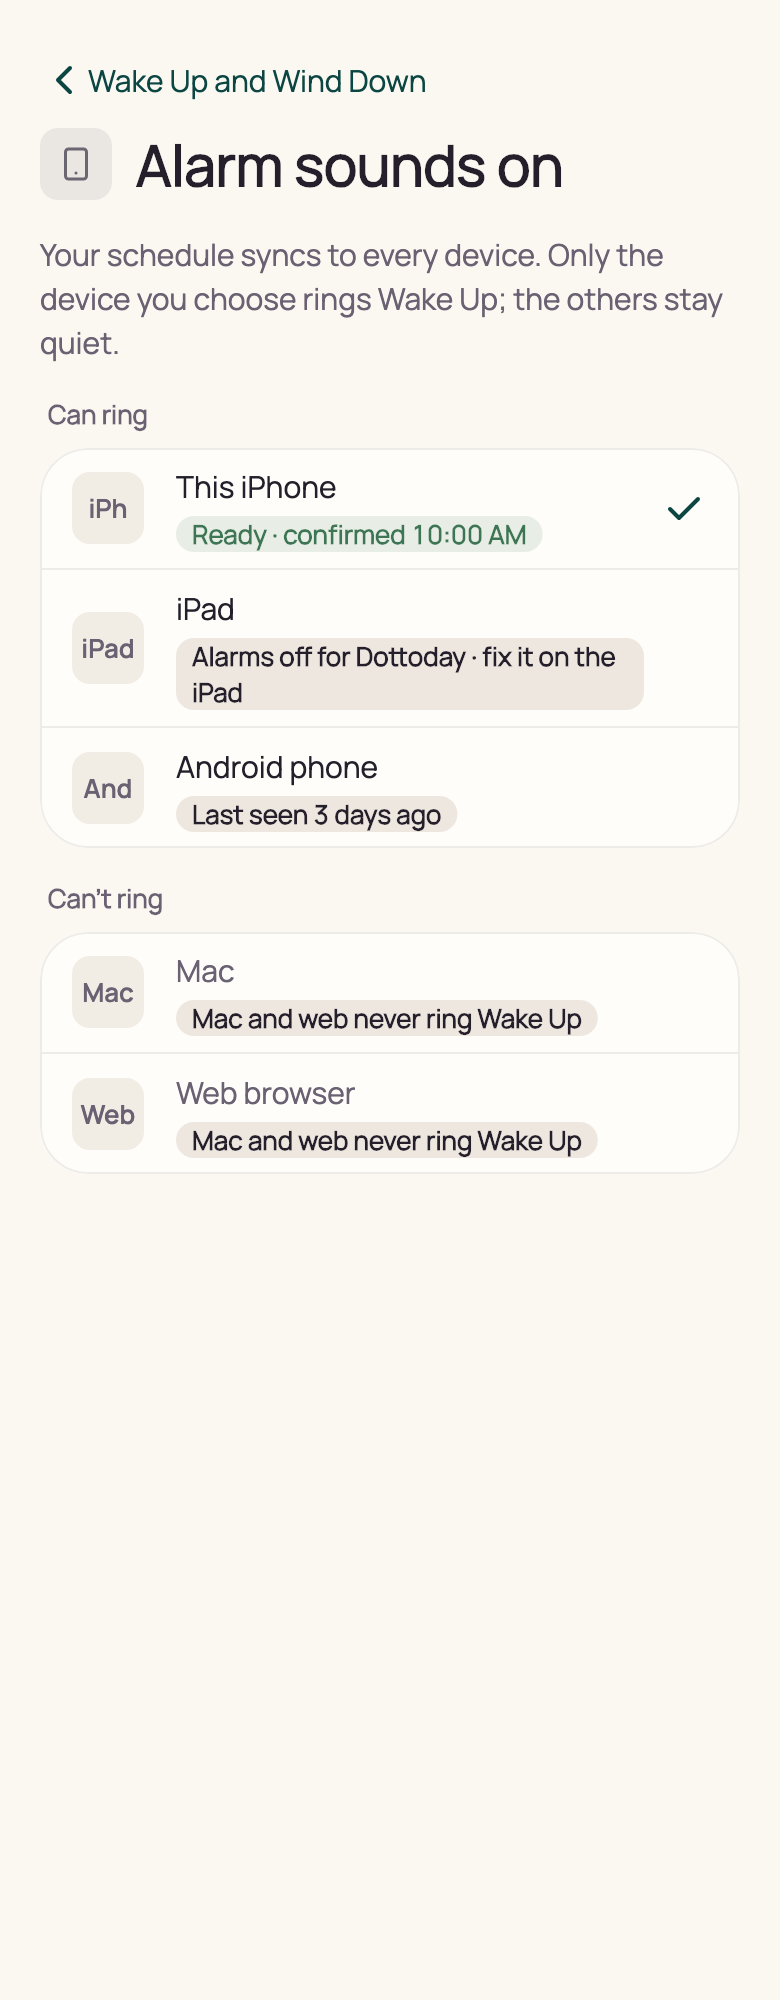 Wake Up and Wind Down
Alarm sounds on
Your schedule syncs to every device. Only the
device you choose rings Wake Up; the others stay
quiet.
Can ring
iPh
This iPhone
Ready · confirmed 10:00 AM
iPad
iPad
Alarms off for Dottoday · fix it on the
iPad
And
Android phone
Last seen 3 days ago
Can’t ring
Mac
Mac
Mac and web never ring Wake Up
Web
Web browser
Mac and web never ring Wake Up